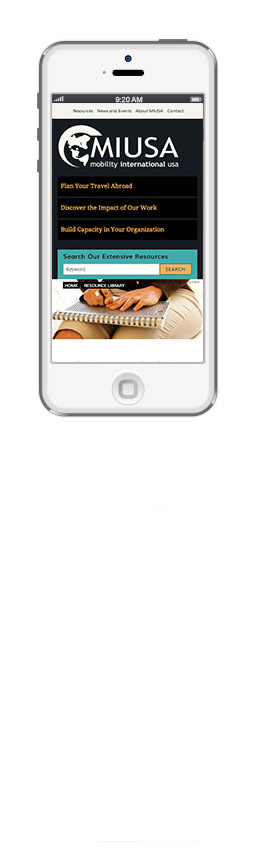 9:20 AM
Resources News and Events About MIUSA Contact
MIUSA
mobility international usa
Plan Your Travel Abroad
Discover the Impact of Our Work
Build Capacity in Your Organization
Search Our Extensive Resources
Keyword SEARCH
HOME RESOURCE LIBRARY